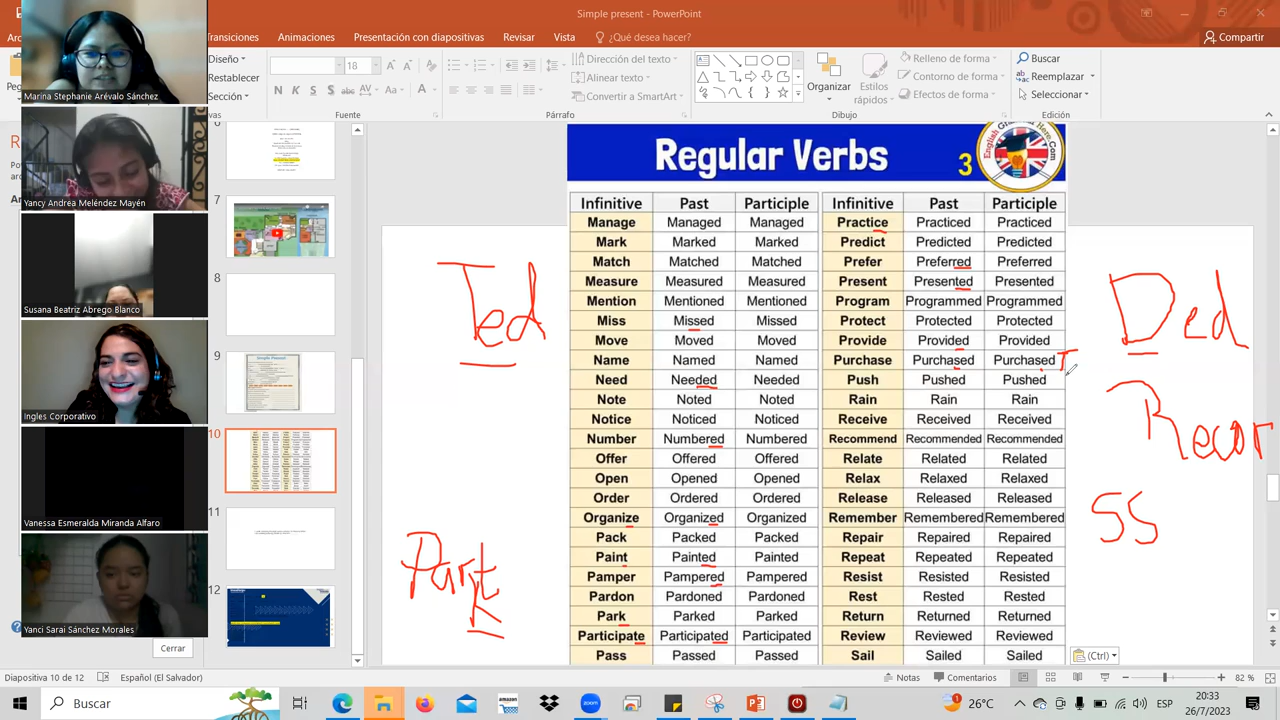 Simple present - PowerPoint
Transiciones Animaciones Presentación con diapositivas Revisar Vista ¿Qué desea hacer? Compartir
Diseño
Restablecer
Sección
18
N K S
Fuente
Dirección del texto
Alinear texto
Convertir a SmartArt
Párrafo
Organizar
Estilos rápidos
Relleno de forma
Contorno de forma
Efectos de forma
Dibujo
Buscar
Reemplazar
Seleccionar
Edición
Marina Stephanie Arévalo Sánchez
Yancy Andrea Meléndez Mayén
Susana Beatriz Abrego Blanco
Ingles Corporativo
Vanessa Esmeralda Miranda Alfaro
Yanci Sarai Sánchez Morales
Cerrar
7
8
9
10
11
12
Regular Verbs 3
Infinitive Past Participle Infinitive Past Participle
Manage Managed Managed Practice Practiced Practiced
Mark Marked Marked Predict Predicted Predicted
Match Matched Matched Prefer Preferred Preferred
Measure Measured Measured Present Presented Presented
Mention Mentioned Mentioned Program Programmed Programmed
Miss Missed Missed Protect Protected Protected
Move Moved Moved Provide Provided Provided
Name Named Named Purchase Purchased Purchased
Need Needed Needed Push Pushed Pushed
Note Noted Noted Rain Rain Rain
Notice Noticed Noticed Receive Received Received
Number Numbered Numbered Recommend Recommended Recommended
Offer Offered Offered Relate Related Related
Open Opened Opened Relax Relaxed Relaxed
Order Ordered Ordered Release Released Released
Organize Organized Organized Remember Remembered Remembered
Pack Packed Packed Repair Repaired Repaired
Paint Painted Painted Repeat Repeated Repeated
Pamper Pampered Pampered Resist Resisted Resisted
Pardon Pardoned Pardoned Rest Rested Rested
Park Parked Parked Return Returned Returned
Participate Participated Participated Review Reviewed Reviewed
Pass Passed Passed Sail Sailed Sailed
Ted
Part
K
Ded
T
Recor
SS
(Ctrl)
Diapositiva 10 de 12 Español (El Salvador) Notas Comentarios 82 %
Buscar
amazon
zoom
26°C ESP 20:33
26/7/2023